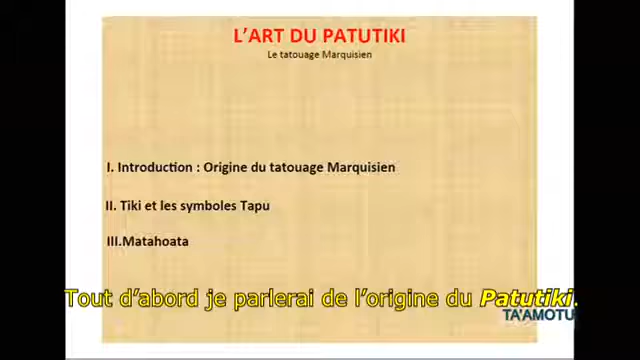 L'ART DU PATUTIKI
Le tatouage Marquisien
I. Introduction : Origine du tatouage Marquisien
II. Tiki et les symboles Tapu
III.Matahoata
Tout d'abord je parlerai de l'origine du Patutiki.
TA'AMOTU